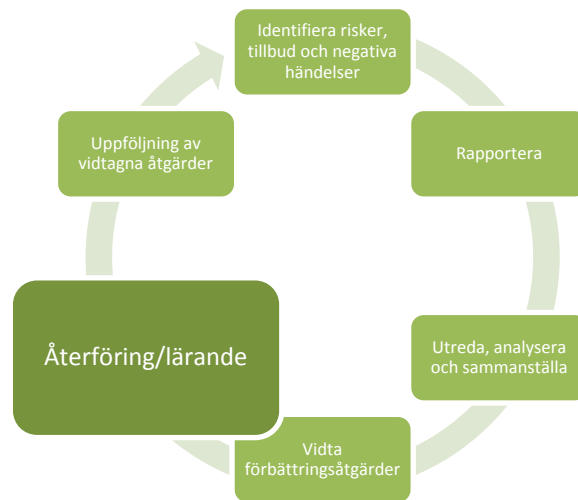 Identifiera risker,
tillbud och negativa
händelser
Rapportera
Utreda, analysera
och sammanställa
Vidta
förbättringsåtgärder
Återföring/lärande
Uppföljning av
vidtagna åtgärder